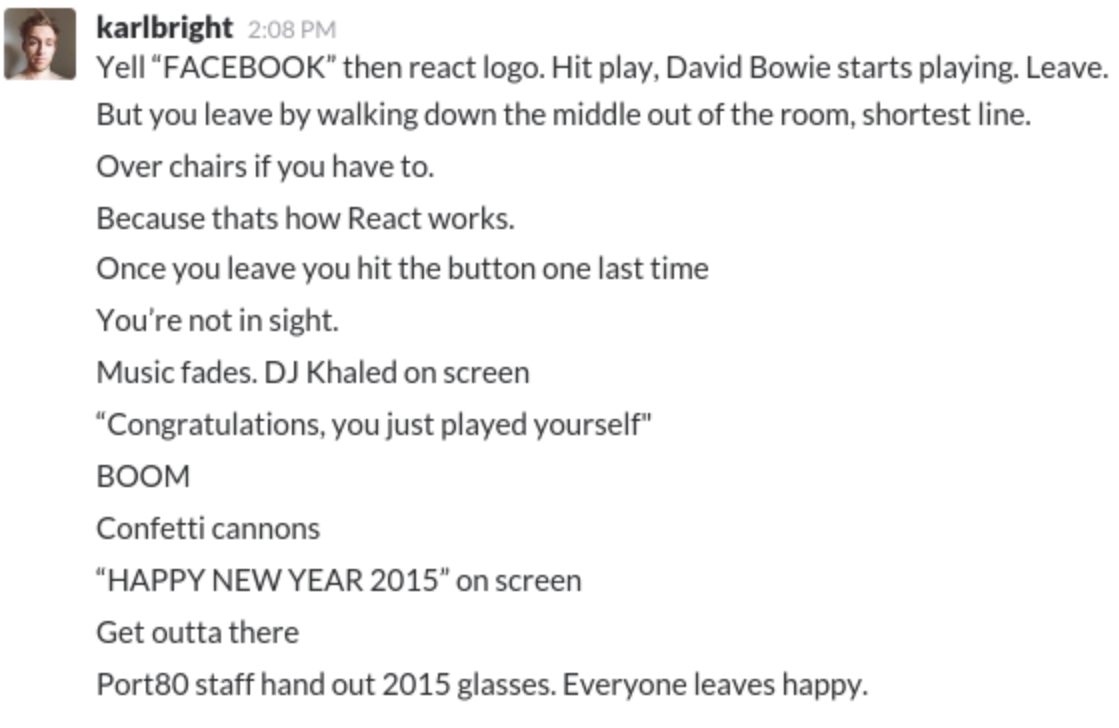 karlbright 2:08 PM
Yell “FACEBOOK” then react logo. Hit play, David Bowie starts playing. Leave.
But you leave by walking down the middle out of the room, shortest line.
Over chairs if you have to.
Because thats how React works.
Once you leave you hit the button one last time
You’re not in sight.
Music fades. DJ Khaled on screen
“Congratulations, you just played yourself"
BOOM
Confetti cannons
“HAPPY NEW YEAR 2015” on screen
Get outta there
Port80 staff hand out 2015 glasses. Everyone leaves happy.